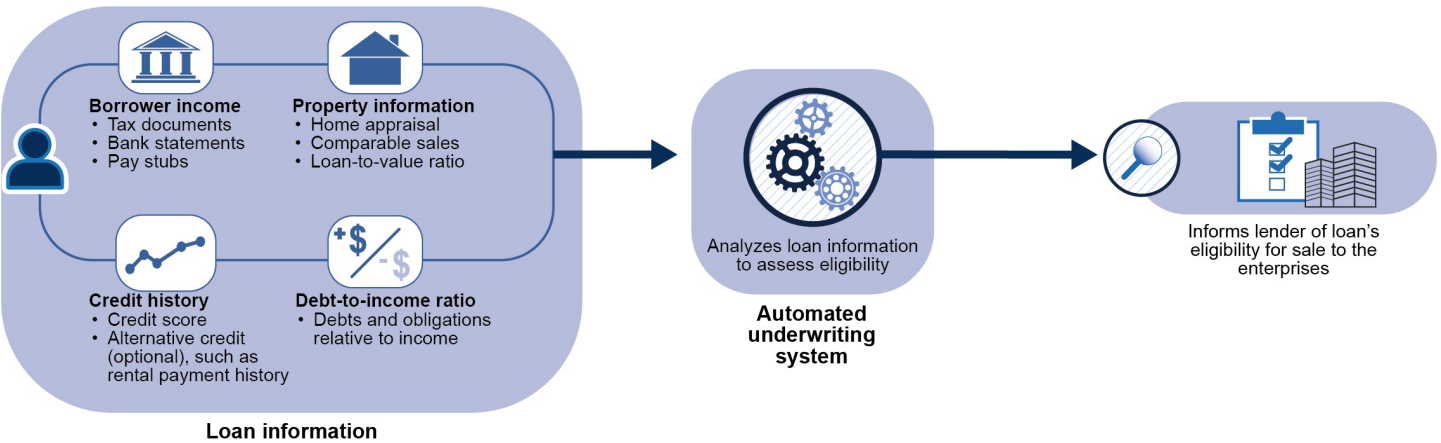 Borrower income
• Tax documents
• Bank statements
• Pay stubs
Property information
• Home appraisal
• Comparable sales
• Loan-to-value ratio
Credit history
• Credit score
• Alternative credit
(optional), such as
rental payment history
+$
-$
Debt-to-income ratio
• Debts and obligations
relative to income
Loan information
Analyzes loan information
to assess eligibility
Automated
underwriting
system
Informs lender of loan’s
eligibility for sale to the
enterprises